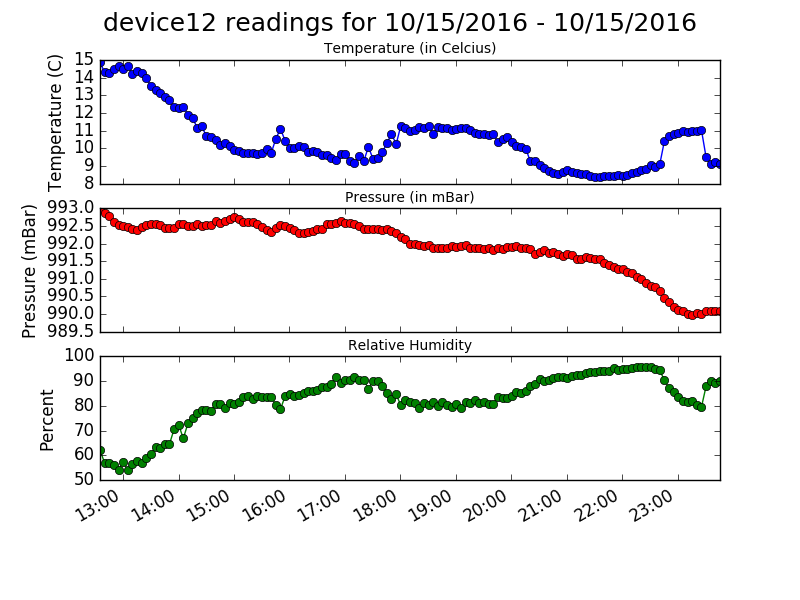 device12 readings for 10/15/2016 - 10/15/2016
Temperature (in Celcius)
Temperature (C)
15
14
13
12
11
10
9
8
Pressure (in mBar)
Pressure (mBar)
993.0
992.5
992.0
991.5
991.0
990.5
990.0
989.5
Relative Humidity
Percent
100
90
80
70
60
50
13:00 14:00 15:00 16:00 17:00 18:00 19:00 20:00 21:00 22:00 23:00